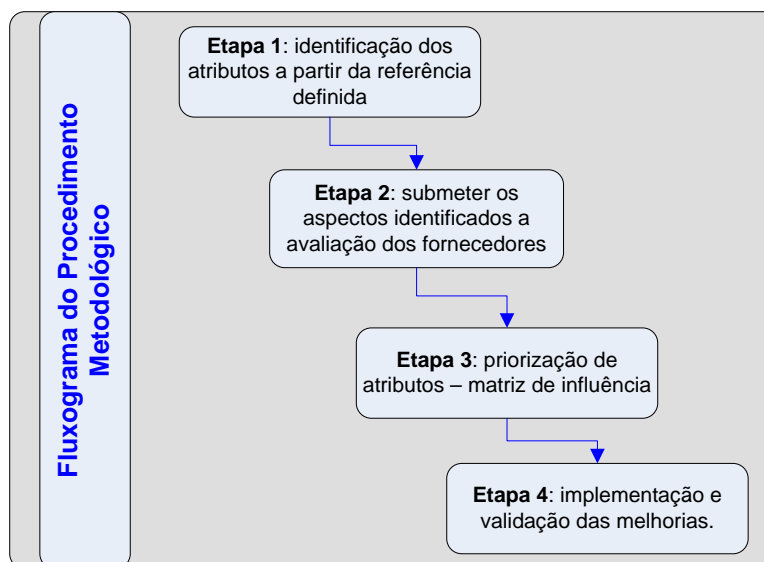 Fluxograma do Procedimento
Metodológico
Etapa 1: identificação dos
atributos a partir da referência
definida
Etapa 2: submeter os
aspectos identificados a
avaliação dos fornecedores
Etapa 3: priorização de
atributos – matriz de influência
Etapa 4: implementação e
validação das melhorias.